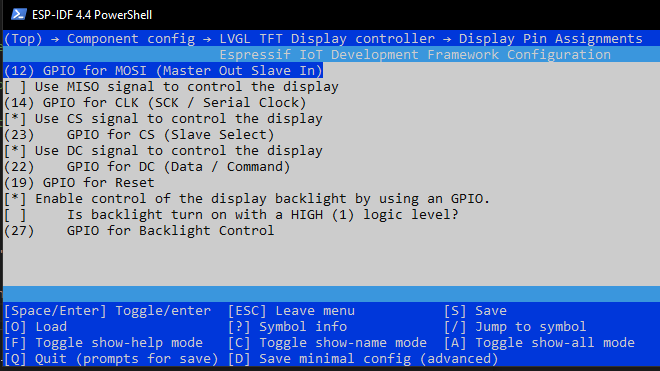 ESP-IDF 4.4 PowerShell
(Top) → Component config → LVGL TFT Display controller → Display Pin Assignments
Espressif IoT Development Framework Configuration
(12) GPIO for MOSI (Master Out Slave In)
[ ] Use MISO signal to control the display
(14) GPIO for CLK (SCK / Serial Clock)
[*] Use CS signal to control the display
(23)    GPIO for CS (Slave Select)
[*] Use DC signal to control the display
(22)    GPIO for DC (Data / Command)
(19) GPIO for Reset
[*] Enable control of the display backlight by using an GPIO.
[ ]     Is backlight turn on with a HIGH (1) logic level?
(27)    GPIO for Backlight Control
[Space/Enter] Toggle/enter  [ESC] Leave menu           [S] Save
[O] Load                    [?] Symbol info            [/] Jump to symbol
[F] Toggle show-help mode   [C] Toggle show-name mode  [A] Toggle show-all mode
[Q] Quit (prompts for save) [D] Save minimal config (advanced)